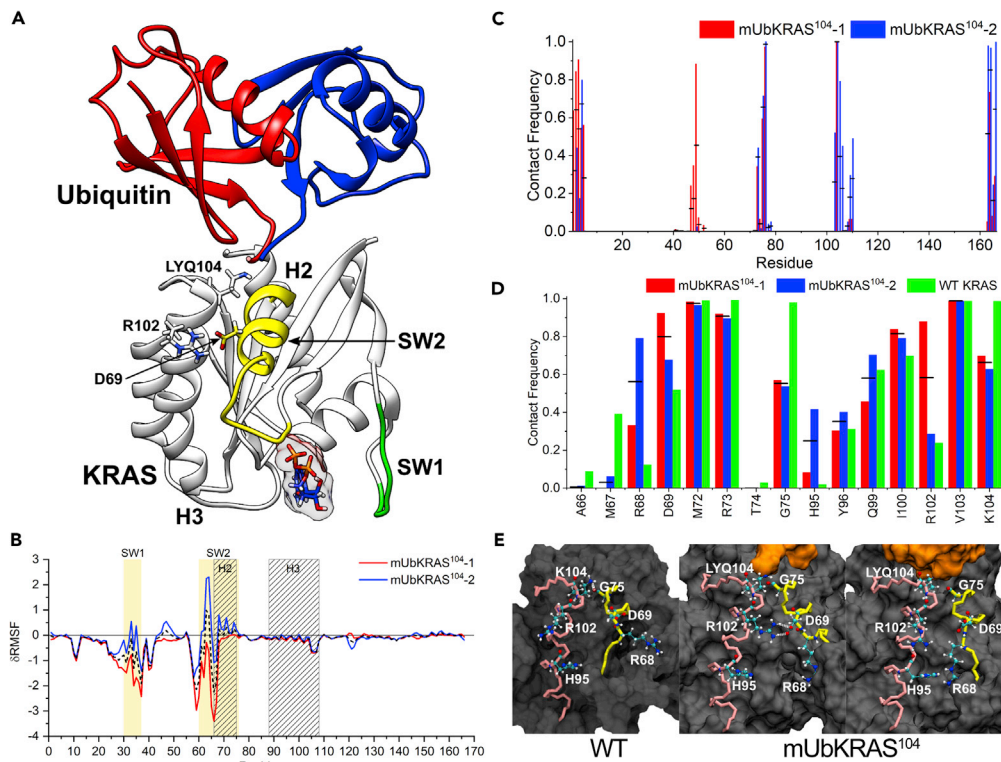 A
Ubiquitin
LYQ104
H2
R102
D69
SW2
SW1
KRAS
H3
B
SW1
SW2
H2
H3
mUbKRAS¹⁰⁴-1
mUbKRAS¹⁰⁴-2
δRMSF
3
2
1
0
-1
-2
-3
-4
0 10 20 30 40 50 60 70 80 90 100 110 120 130 140 150 160 170
C
mUbKRAS¹⁰⁴-1 mUbKRAS¹⁰⁴-2
Contact Frequency
1.0
0.8
0.6
0.4
0.2
0.0
20 40 60 80 100 120 140 160
Residue
D
mUbKRAS¹⁰⁴-1 mUbKRAS¹⁰⁴-2 WT KRAS
Contact Frequency
1.0
0.8
0.6
0.4
0.2
0.0
A66 M67 R68 D69 M72 R73 T74 G75 H95 Y96 Q99 I100 R102 V103 K104
E
K104
G75
D69
R102
R68
H95
WT
LYQ104
G75
D69
R102
H95
R68
LYQ104
G75
R102
D69
H95
R68
mUbKRAS¹⁰⁴